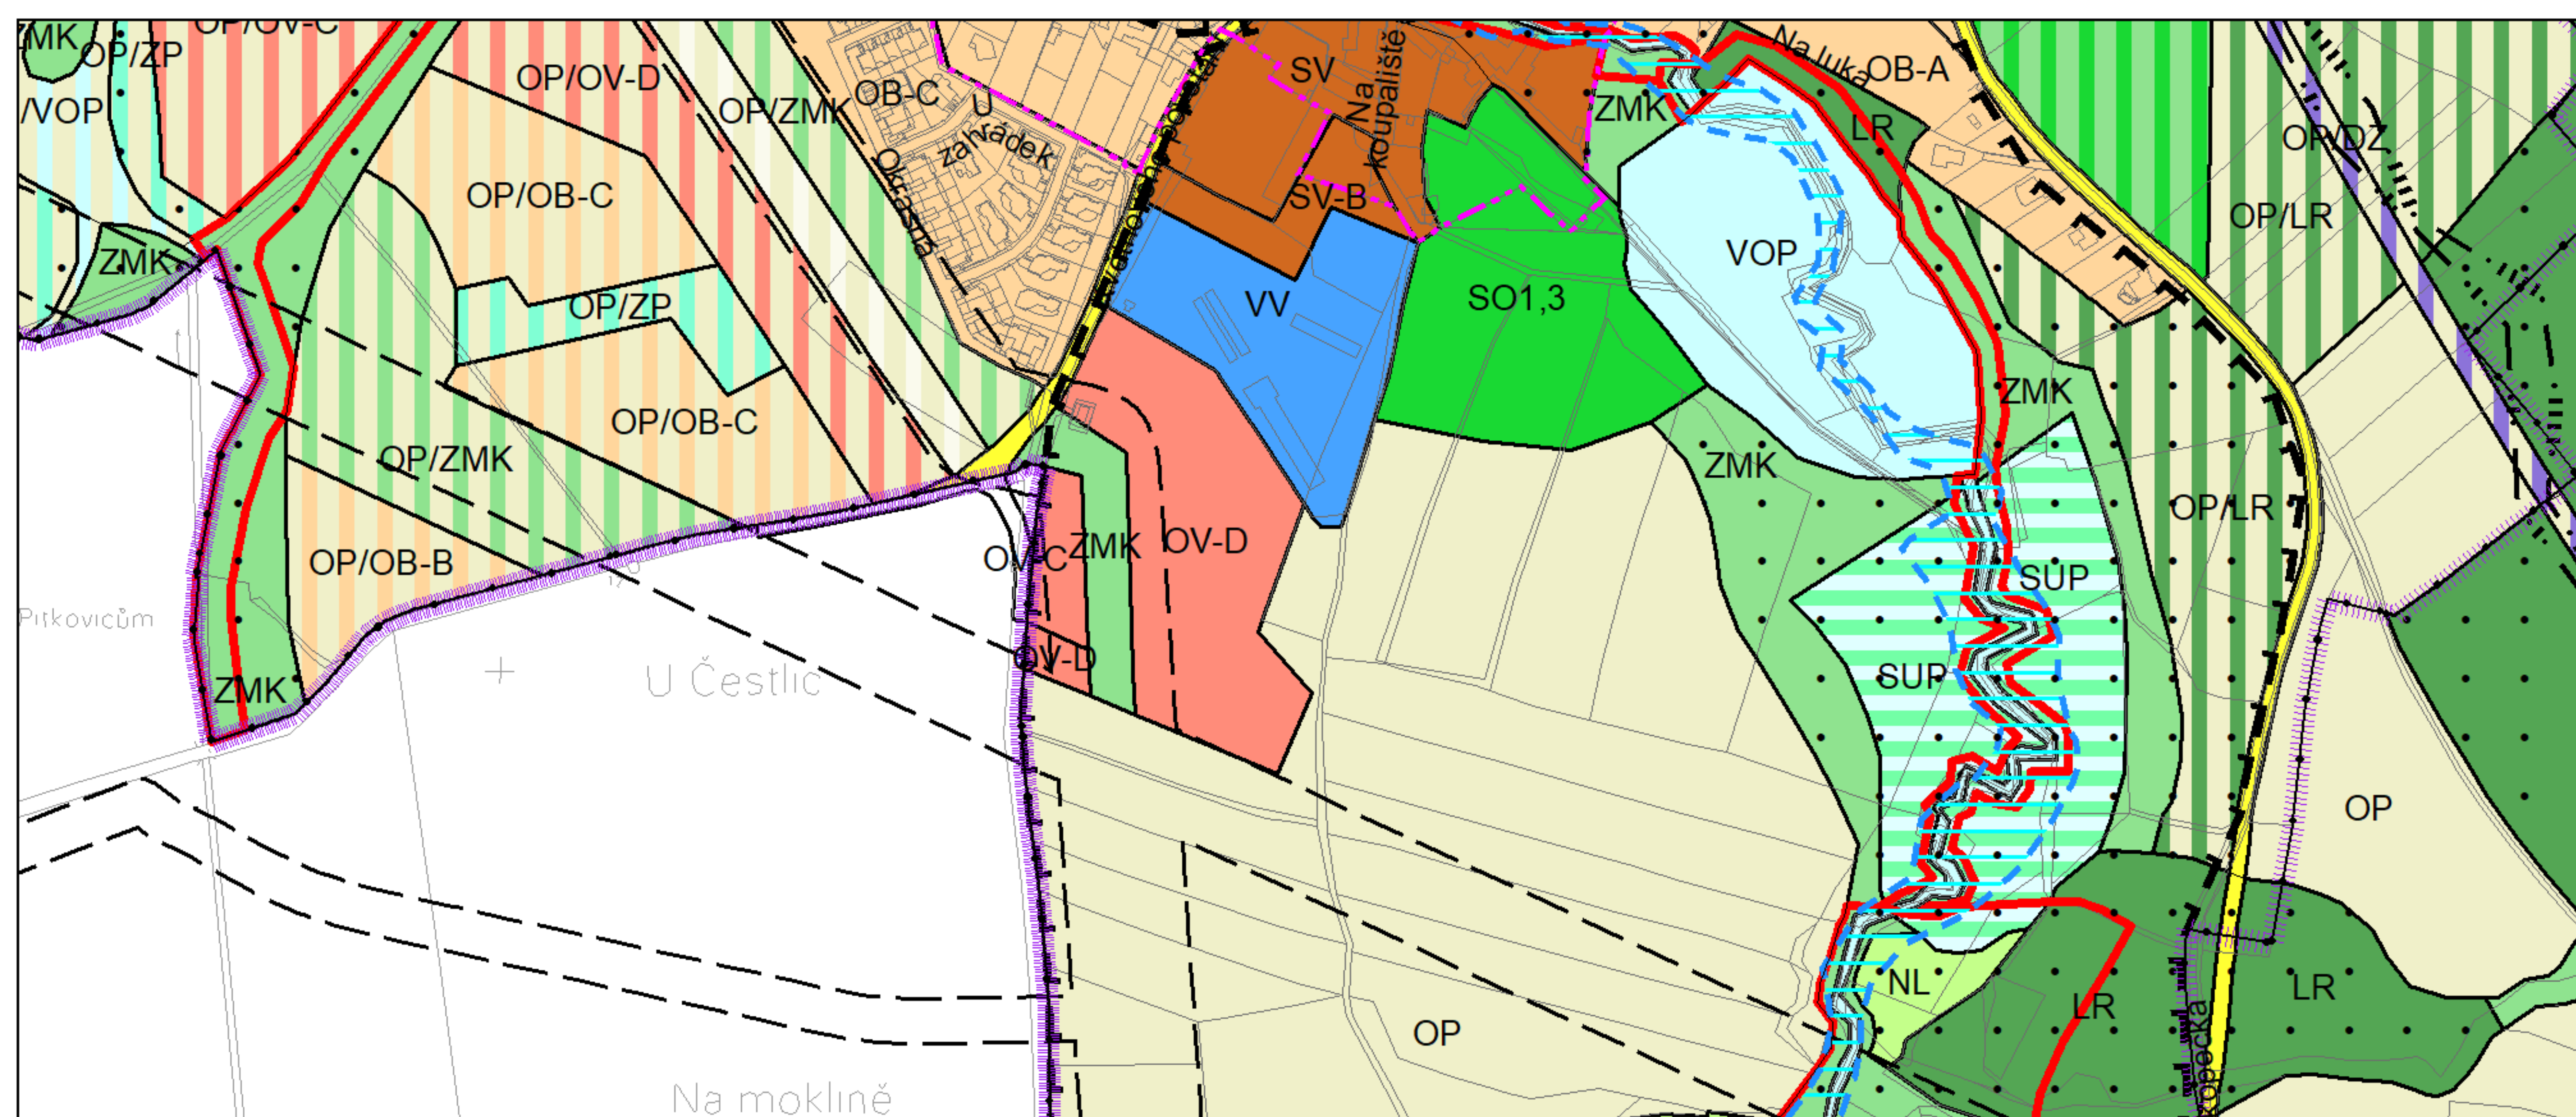 OP/OV-C
ZMK
OP/ZP
/VOP
OP/OV-D
OP/ZMK
OB-C
U
zahrádek
Okrasná
SV
Na
koupaliště
SV-B
ZMK
Na luka
OB-A
LR
OP/DZ
OP/LR
OP/OB-C
ZMK
OP/ZP
VV
SO1,3
VOP
ZMK
OP/OB-C
OP/ZMK
ZMK
OP/LR
OP/OB-B
OV-C
ZMK
OV-D
SUP
Pitkovicům
OV-D
SUP
ZMK
U Čestlic
OP
NL
LR
LR
OP
Na moklině